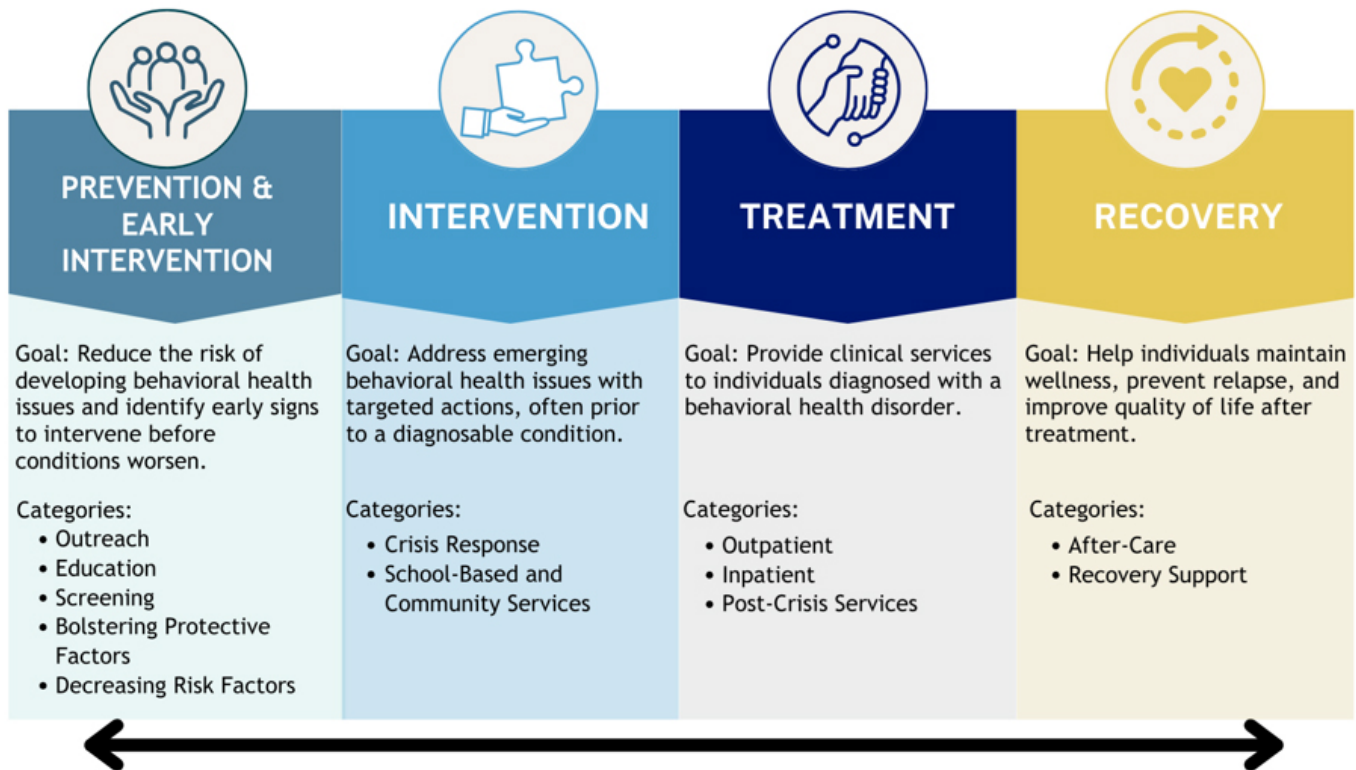 PREVENTION &
EARLY
INTERVENTION
Goal: Reduce the risk of
developing behavioral health
issues and identify early signs
to intervene before
conditions worsen.
Categories:
• Outreach
• Education
• Screening
• Bolstering Protective
Factors
• Decreasing Risk Factors
INTERVENTION
Goal: Address emerging
behavioral health issues with
targeted actions, often prior
to a diagnosable condition.
Categories:
• Crisis Response
• School-Based and
Community Services
TREATMENT
Goal: Provide clinical services
to individuals diagnosed with a
behavioral health disorder.
Categories:
• Outpatient
• Inpatient
• Post-Crisis Services
RECOVERY
Goal: Help individuals maintain
wellness, prevent relapse, and
improve quality of life after
treatment.
Categories:
• After-Care
• Recovery Support